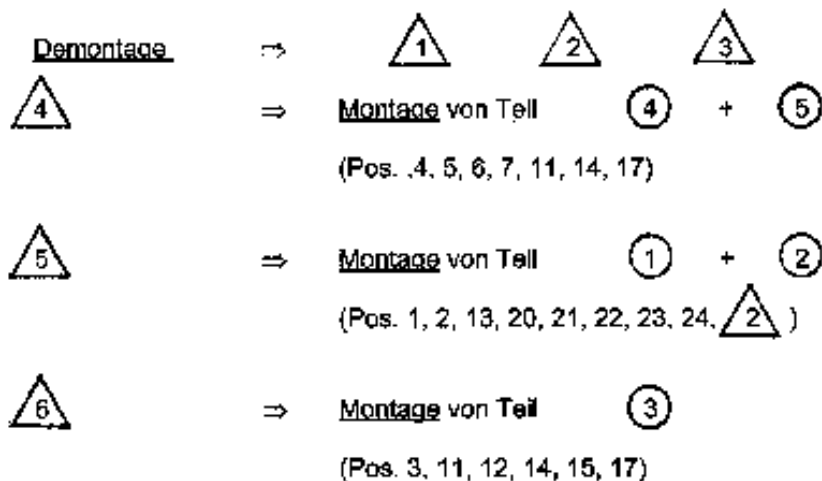 Demontage ⇒ 1 2 3
4 ⇒ Montage von Teil 4 + 5
(Pos. .4, 5, 6, 7, 11, 14, 17)
5 ⇒ Montage von Teil 1 + 2
(Pos. 1, 2, 13, 20, 21, 22, 23, 24, 2 )
6 ⇒ Montage von Teil 3
(Pos. 3, 11, 12, 14, 15, 17)